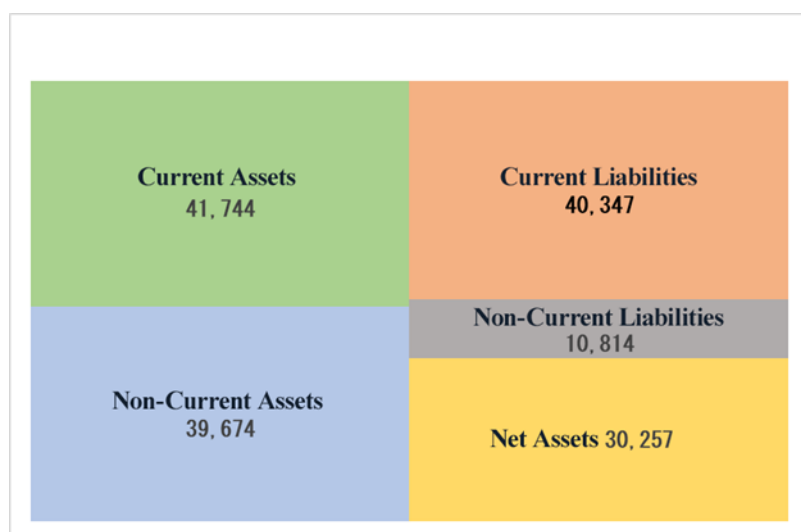 Current Assets
41,744
Current Liabilities
40,347
Non-Current Liabilities
10,814
Non-Current Assets
39,674
Net Assets 30,257